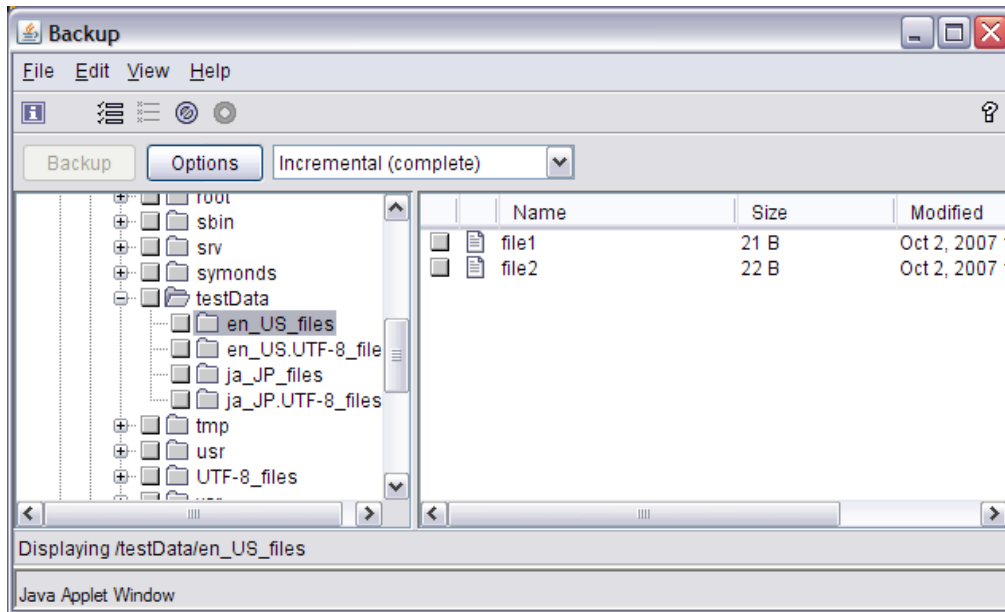 Backup
File Edit View Help
Backup Options Incremental (complete)
root
sbin
srv
symonds
testData
en_US_files
en_US.UTF-8_file
ja_JP_files
ja_JP.UTF-8_files
tmp
usr
UTF-8_files
Name Size Modified
file1 21 B Oct 2, 2007
file2 22 B Oct 2, 2007
Displaying /testData/en_US_files
Java Applet Window